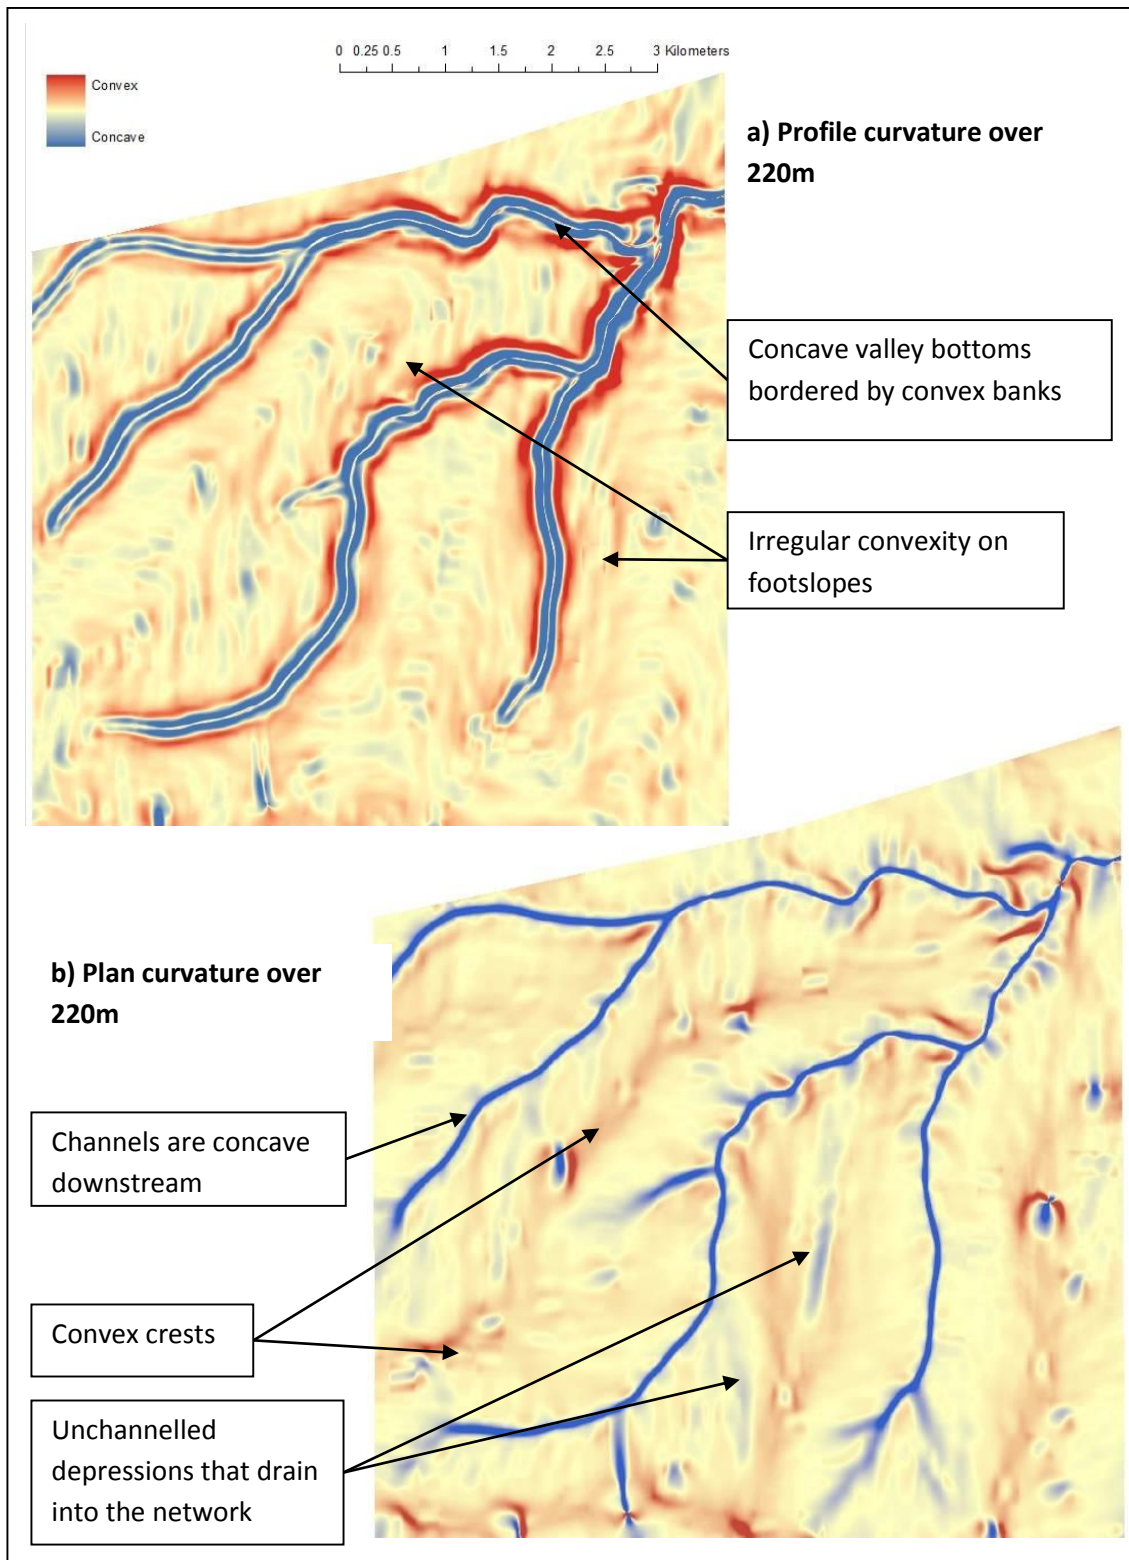 0 0.25 0.5 1 1.5 2 2.5 3 Kilometers
Convex
Concave
a) Profile curvature over
220m
Concave valley bottoms
bordered by convex banks
Irregular convexity on
footslopes
b) Plan curvature over
220m
Channels are concave
downstream
Convex crests
Unchannelled
depressions that drain
into the network